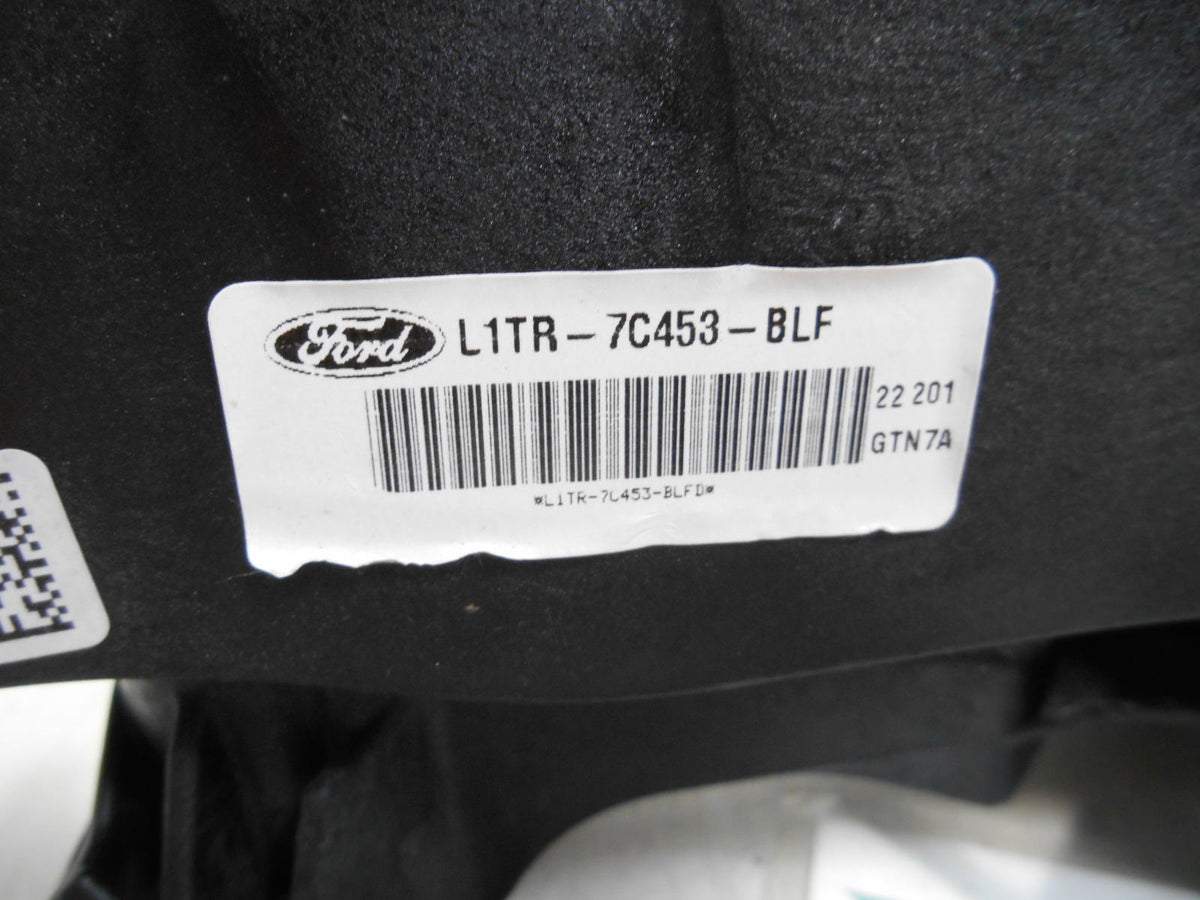 Ford L1TR-7C453-BLF
22 201
GTN7A
*L1TR-7C453-BLFD*